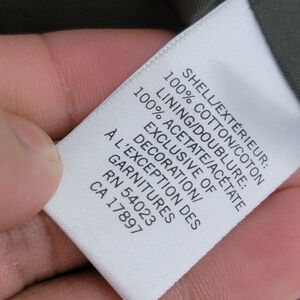 SHELL/EXTÉRIEUR:
100% COTTON/COTON
LINING/DOUBLURE:
100% ACETATE/ACÉTATE
EXCLUSIVE OF
DECORATION/
À L'EXCEPTION DES
GARNITURES
RN 54023
CA 17897